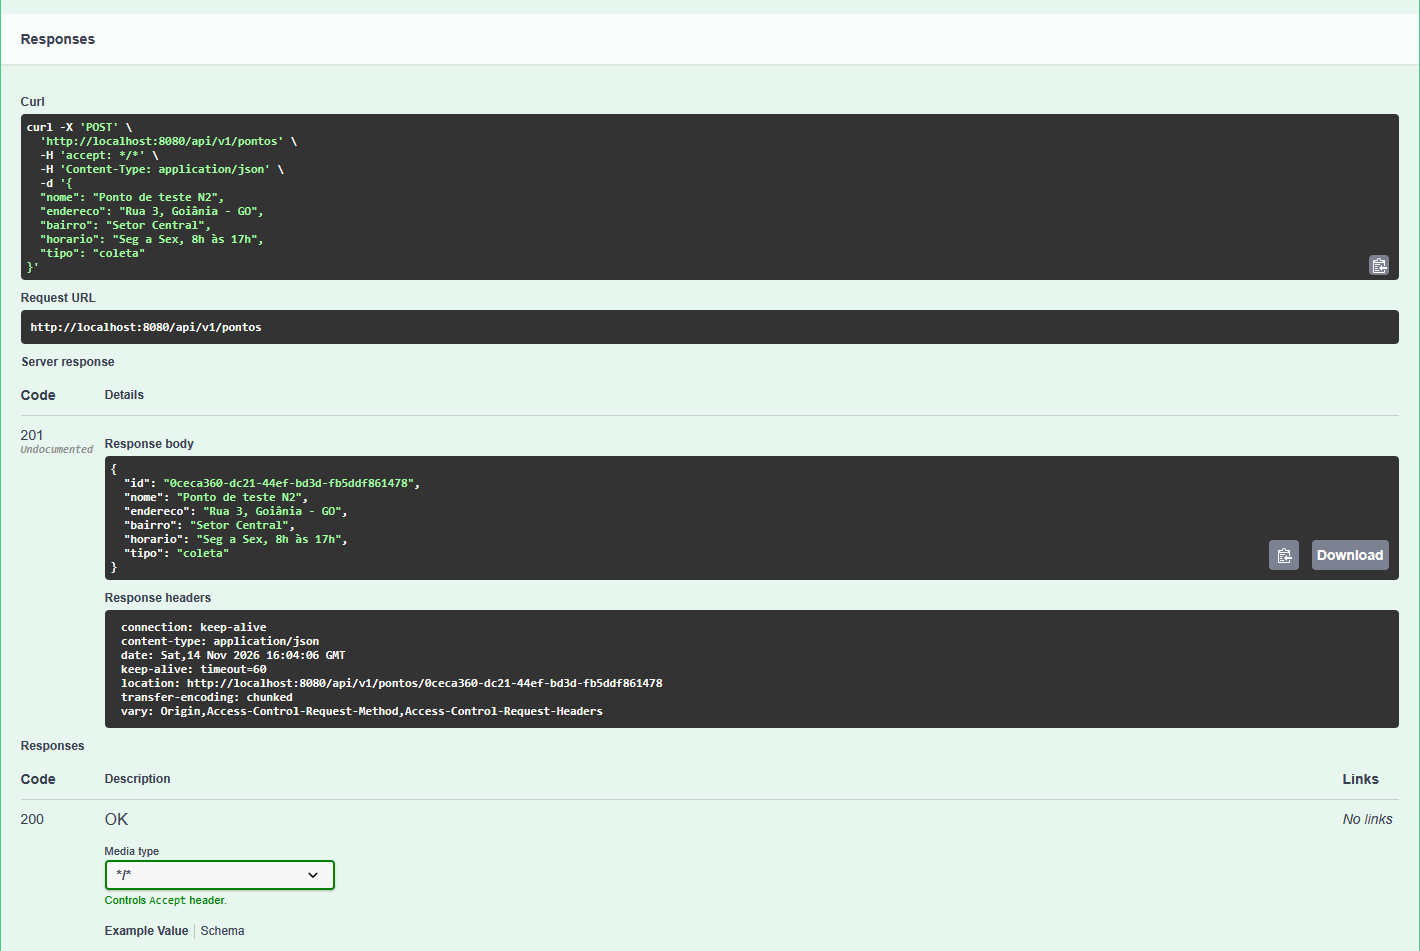 Responses
Curl
curl -X 'POST' \
'http://localhost:8080/api/v1/pontos' \
-H 'accept: */*' \
-H 'Content-Type: application/json' \
-d '{
"nome": "Ponto de teste N2",
"endereco": "Rua 3, Goiânia - GO",
"bairro": "Setor Central",
"horario": "Seg a Sex, 8h às 17h",
"tipo": "coleta"
}'
Request URL
http://localhost:8080/api/v1/pontos
Server response
Code Details
201
Undocumented
Response body
{
"id": "0ceca360-dc21-44ef-bd3d-fb5ddf861478",
"nome": "Ponto de teste N2",
"endereco": "Rua 3, Goiânia - GO",
"bairro": "Setor Central",
"horario": "Seg a Sex, 8h às 17h",
"tipo": "coleta"
}
Download
Response headers
connection: keep-alive
content-type: application/json
date: Sat,14 Nov 2026 16:04:06 GMT
keep-alive: timeout=60
location: http://localhost:8080/api/v1/pontos/0ceca360-dc21-44ef-bd3d-fb5ddf861478
transfer-encoding: chunked
vary: Origin,Access-Control-Request-Method,Access-Control-Request-Headers
Responses
Code Description Links
200 OK No links
Media type
*/*
Controls Accept header.
Example Value Schema